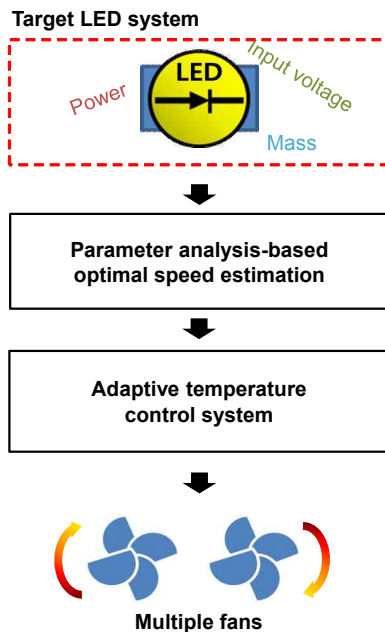 Target LED system
LED
Power
Input voltage
Mass
Parameter analysis-based
optimal speed estimation
Adaptive temperature
control system
Multiple fans